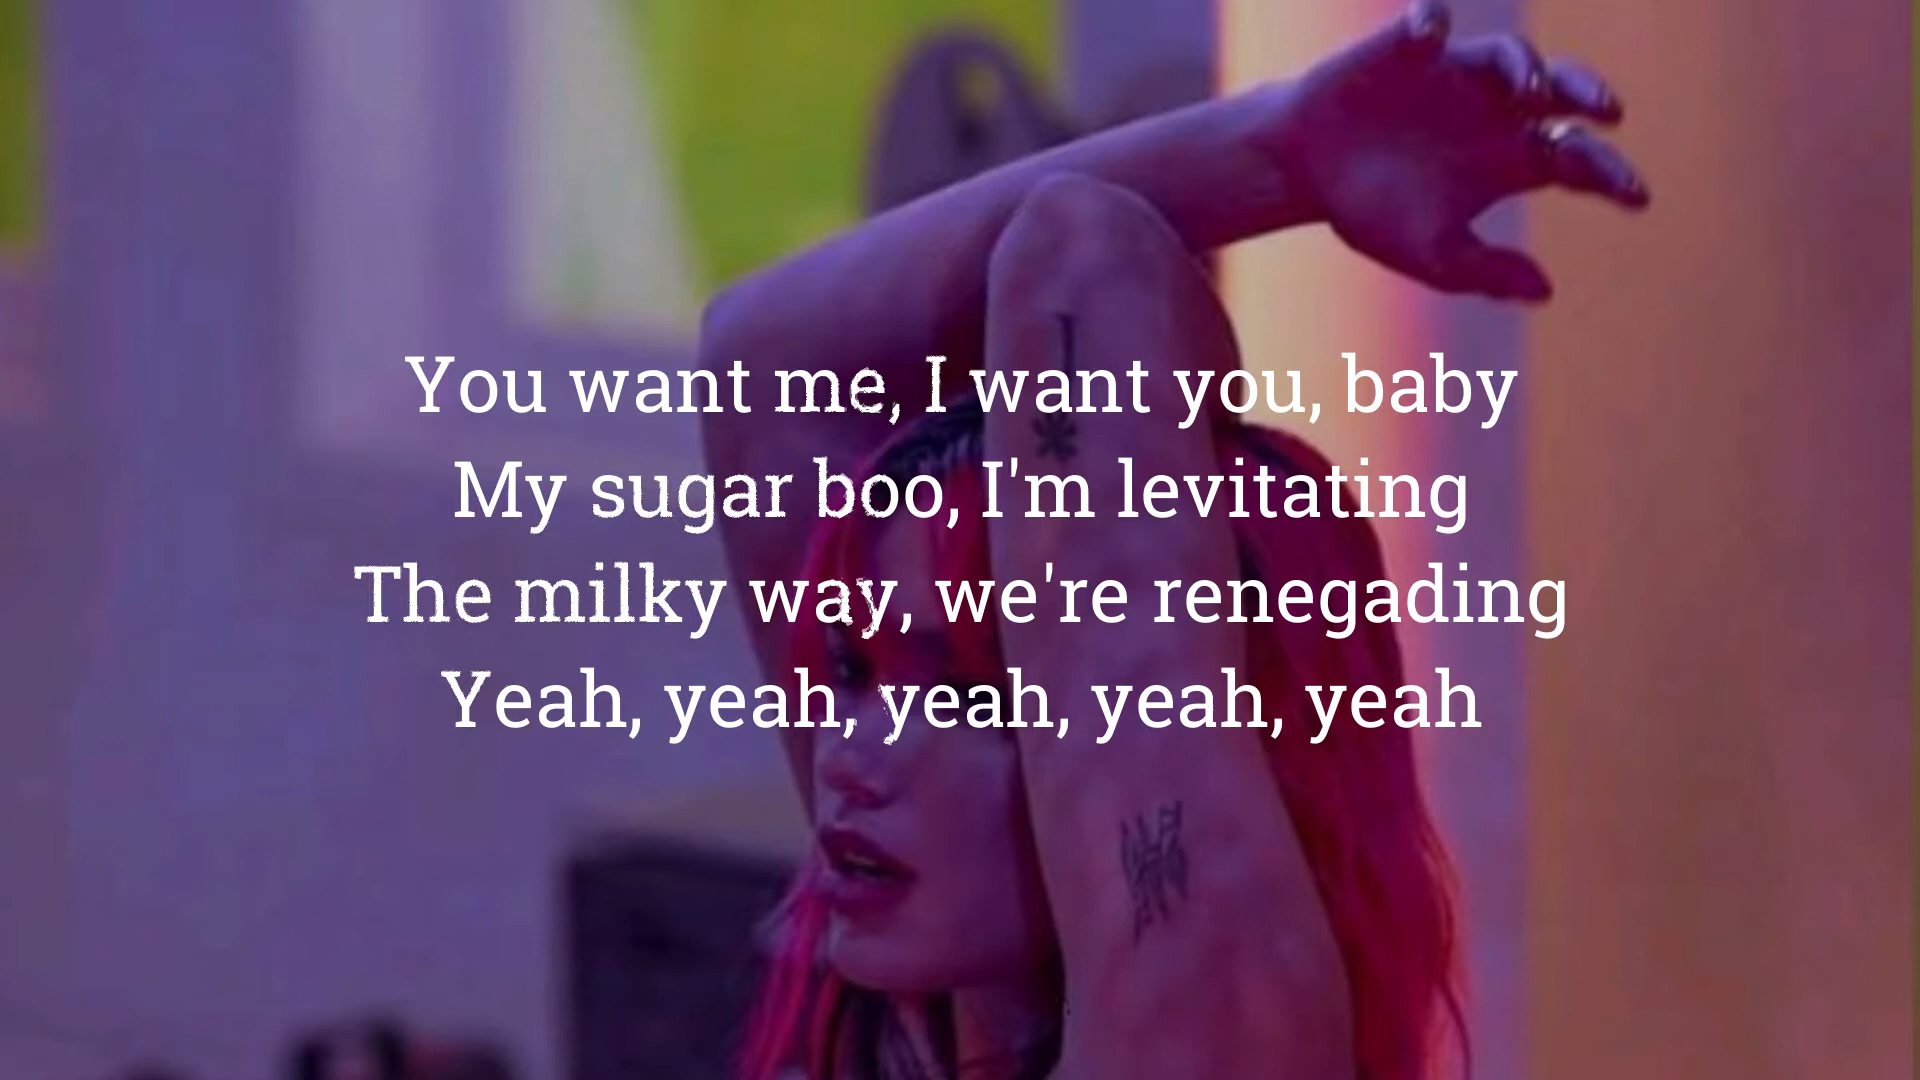 You want me, I want you, baby
My sugar boo, I'm levitating
The milky way, we're renegading
Yeah, yeah, yeah, yeah, yeah